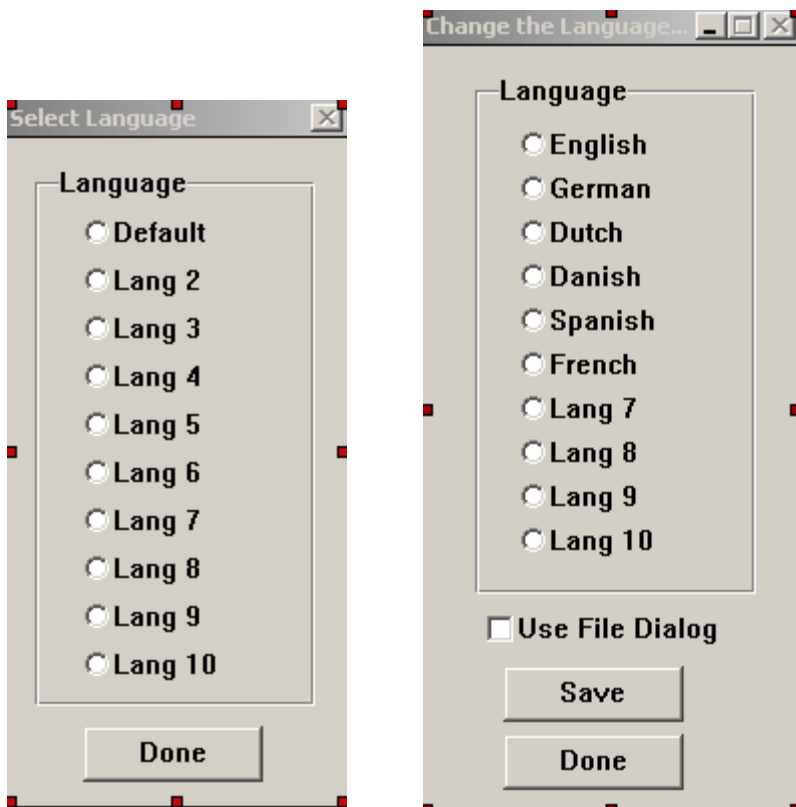 Select Language
Language
Default
Lang 2
Lang 3
Lang 4
Lang 5
Lang 6
Lang 7
Lang 8
Lang 9
Lang 10
Done
Change the Language...
Language
English
German
Dutch
Danish
Spanish
French
Lang 7
Lang 8
Lang 9
Lang 10
Use File Dialog
Save
Done